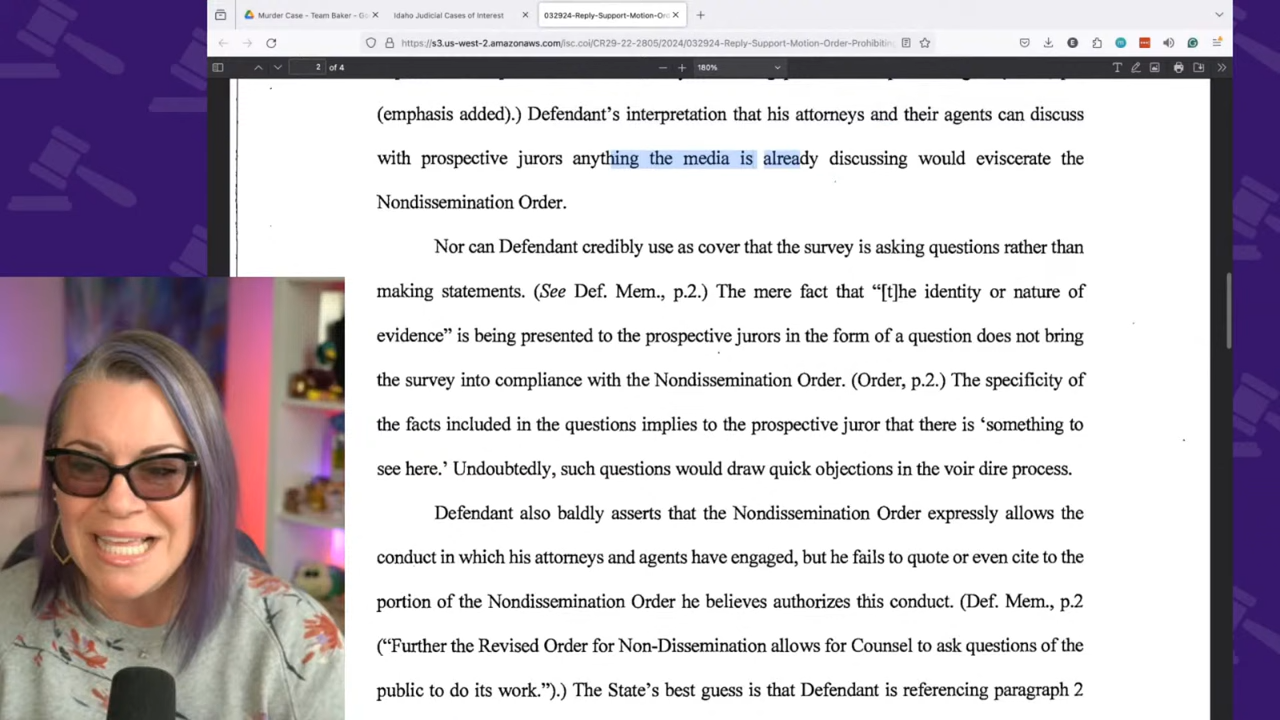 Murder Case - Team Baker - Go
Idaho Judicial Cases of Interest
032924-Reply-Support-Motion-Ord
https://s3.us-west-2.amazonaws.com/isc.coi/CR29-22-2805/2024/032924-Reply-Support-Motion-Order-Prohibiting
2 of 4
180%
(emphasis added).) Defendant's interpretation that his attorneys and their agents can discuss
with prospective jurors anything the media is already discussing would eviscerate the
Nondissemination Order.
Nor can Defendant credibly use as cover that the survey is asking questions rather than
making statements. (See Def. Mem., p.2.) The mere fact that “[t]he identity or nature of
evidence” is being presented to the prospective jurors in the form of a question does not bring
the survey into compliance with the Nondissemination Order. (Order, p.2.) The specificity of
the facts included in the questions implies to the prospective juror that there is ‘something to
see here.’ Undoubtedly, such questions would draw quick objections in the voir dire process.
Defendant also baldly asserts that the Nondissemination Order expressly allows the
conduct in which his attorneys and agents have engaged, but he fails to quote or even cite to the
portion of the Nondissemination Order he believes authorizes this conduct. (Def. Mem., p.2
(“Further the Revised Order for Non-Dissemination allows for Counsel to ask questions of the
public to do its work.”).) The State's best guess is that Defendant is referencing paragraph 2